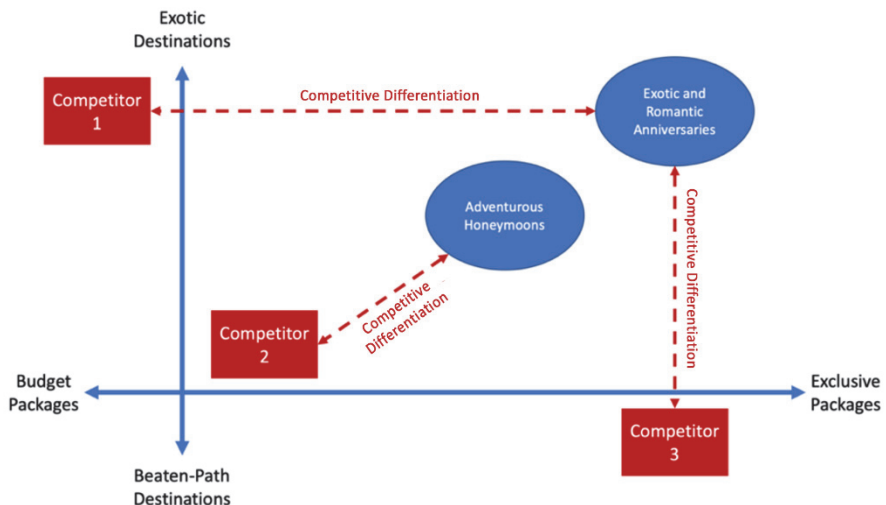 Exotic
Destinations
Competitor
1
Competitive Differentiation
Exotic and
Romantic
Anniversaries
Adventurous
Honeymoons
Competitive
Differentiation
Competitive Differentiation
Competitor
2
Budget
Packages
Exclusive
Packages
Competitor
3
Beaten-Path
Destinations